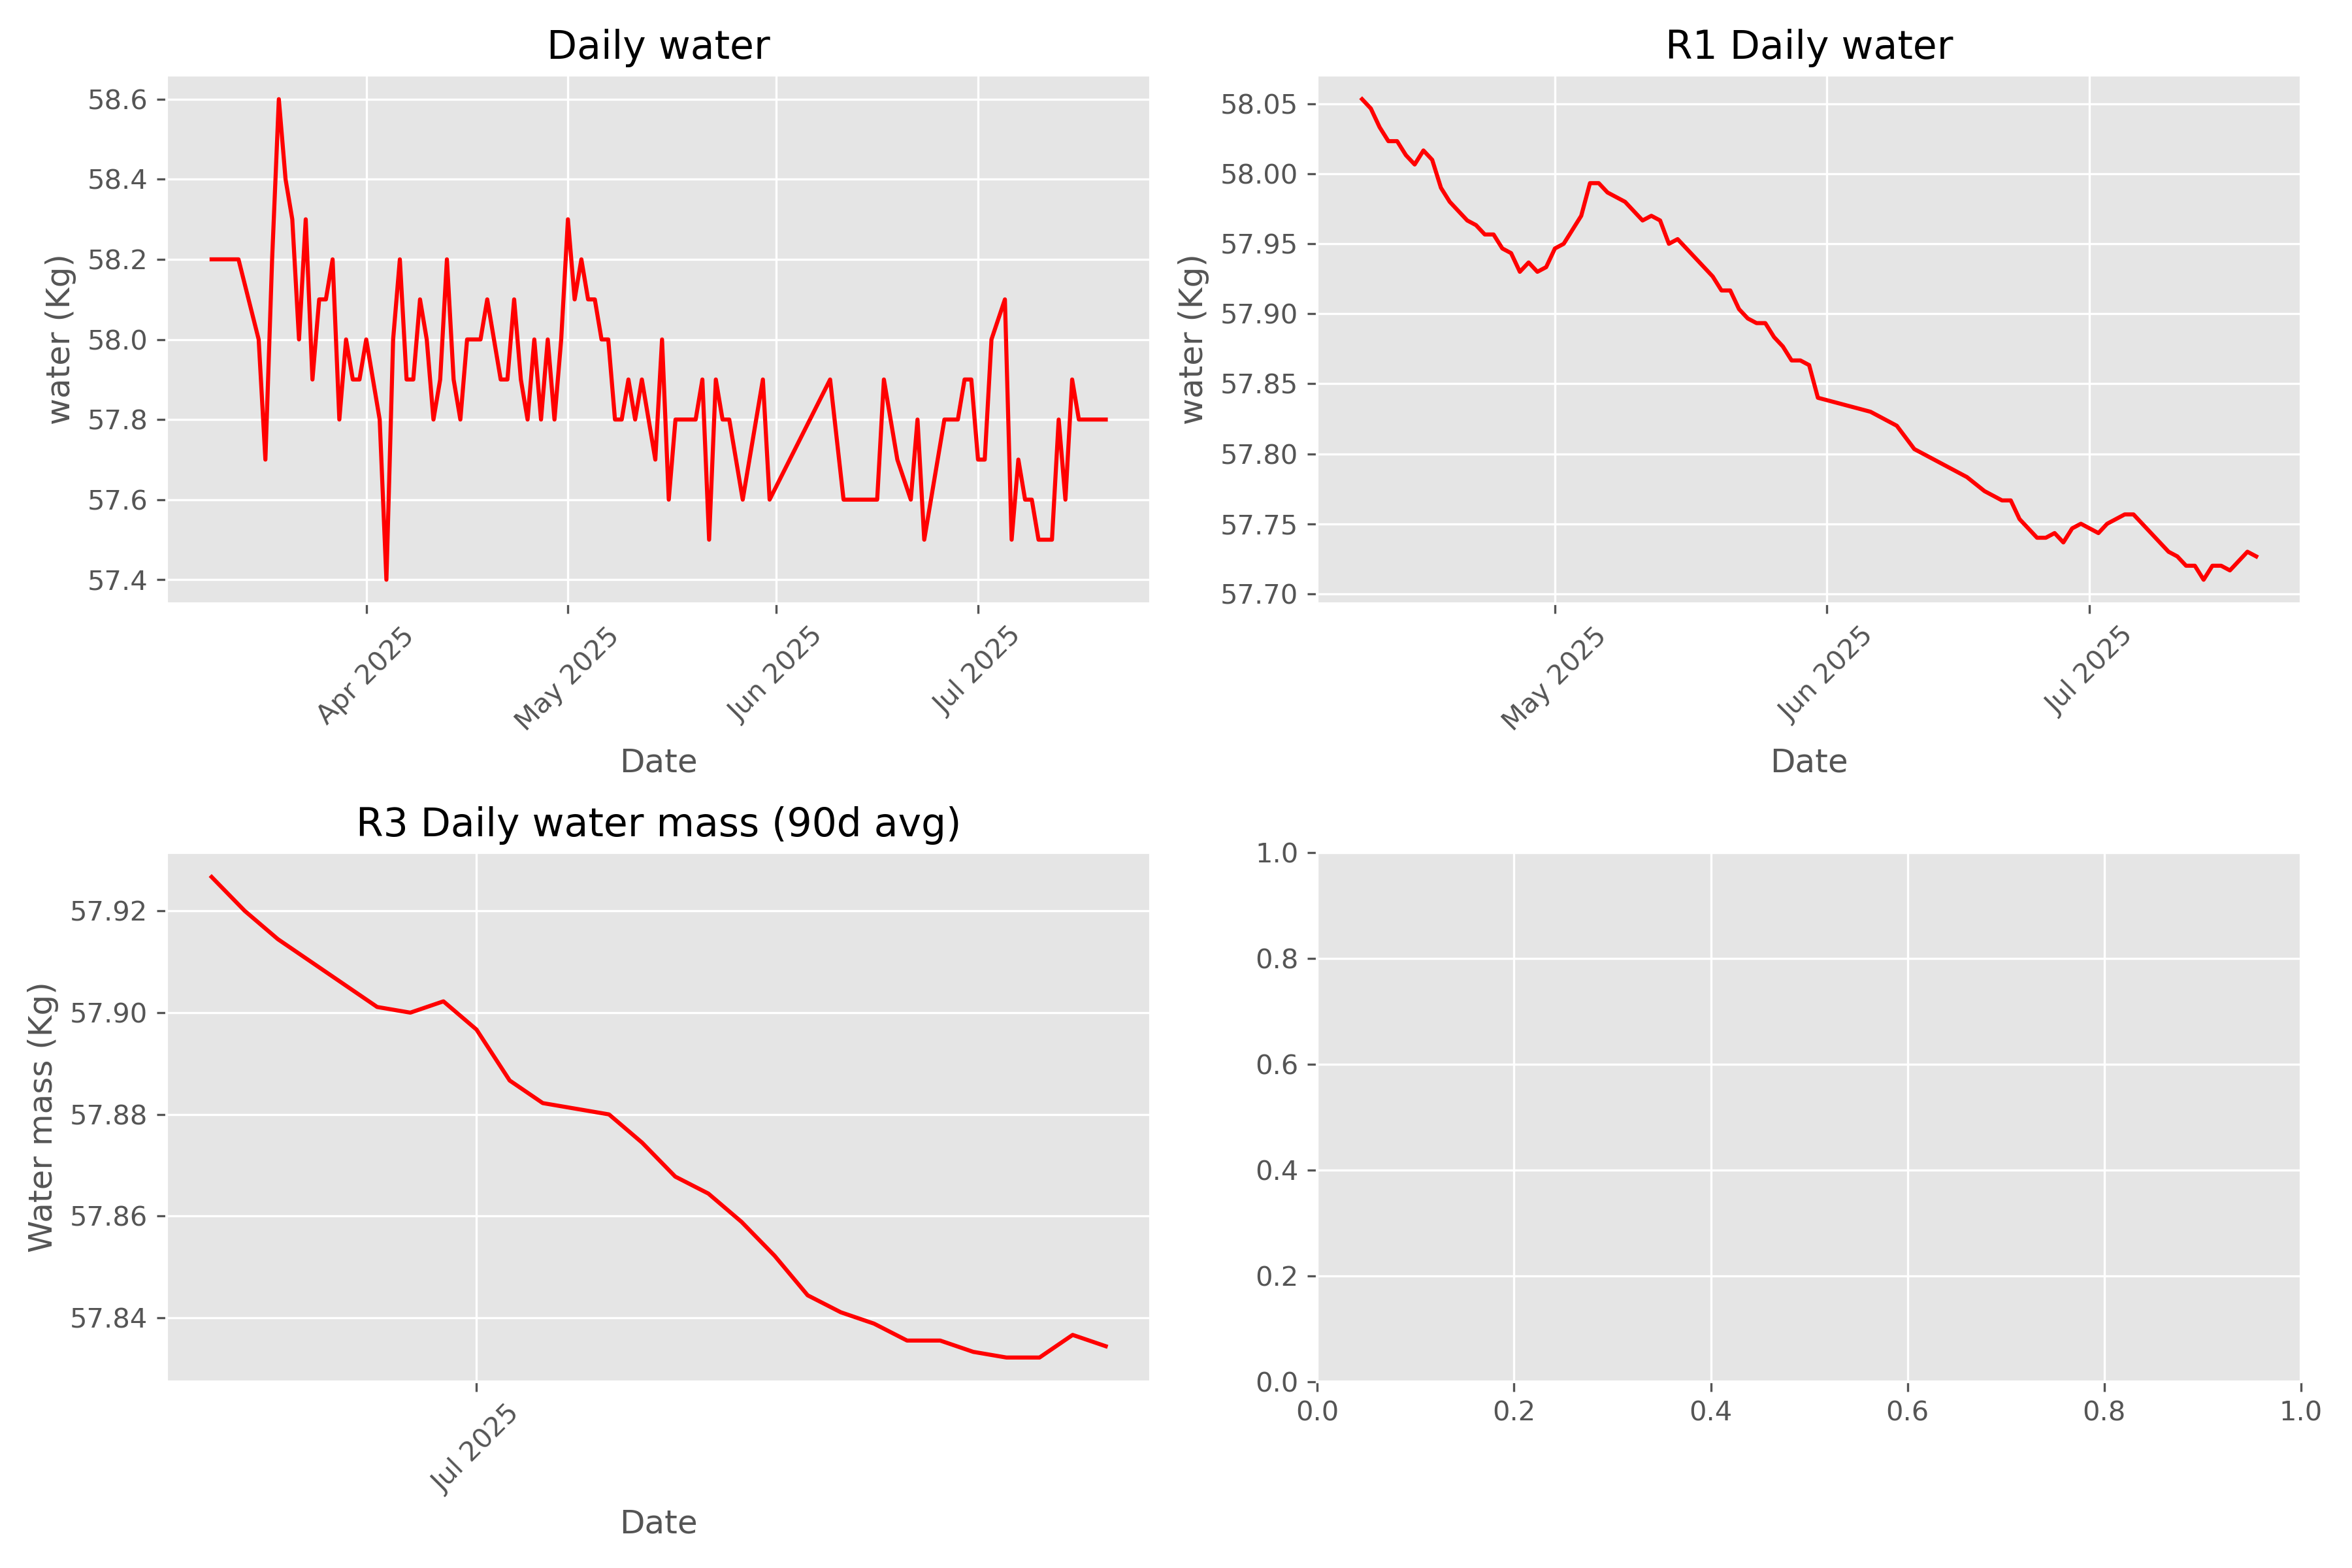 Daily water
58.6
58.4
58.2
58.0
57.8
57.6
57.4
water (Kg)
Apr 2025
May 2025
Jun 2025
Jul 2025
Date
R1 Daily water
58.05
58.00
57.95
57.90
57.85
57.80
57.75
57.70
water (Kg)
May 2025
Jun 2025
Jul 2025
Date
R3 Daily water mass (90d avg)
57.92
57.90
57.88
57.86
57.84
Water mass (Kg)
Jul 2025
Date
1.0
0.8
0.6
0.4
0.2
0.0
0.0 0.2 0.4 0.6 0.8 1.0